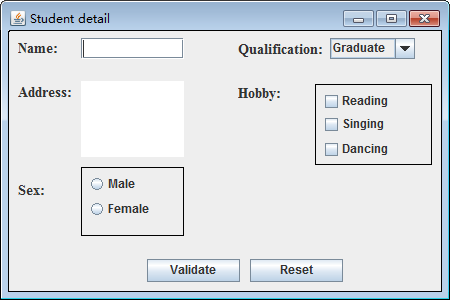 Student detail
Name:
Qualification: Graduate
Address:
Hobby:
Reading
Singing
Dancing
Sex:
Male
Female
Validate Reset